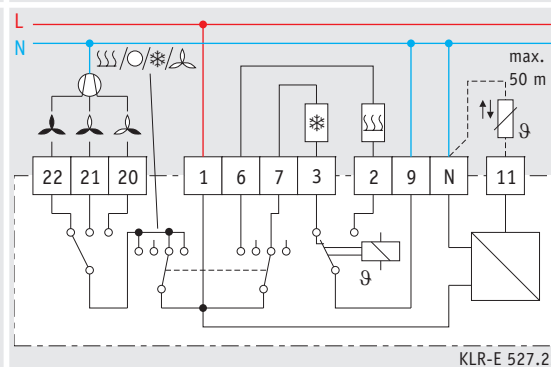 L
N
max.
50 m
ϑ
22 21 20 1 6 7 3 2 9 N 11
ϑ
KLR-E 527.2